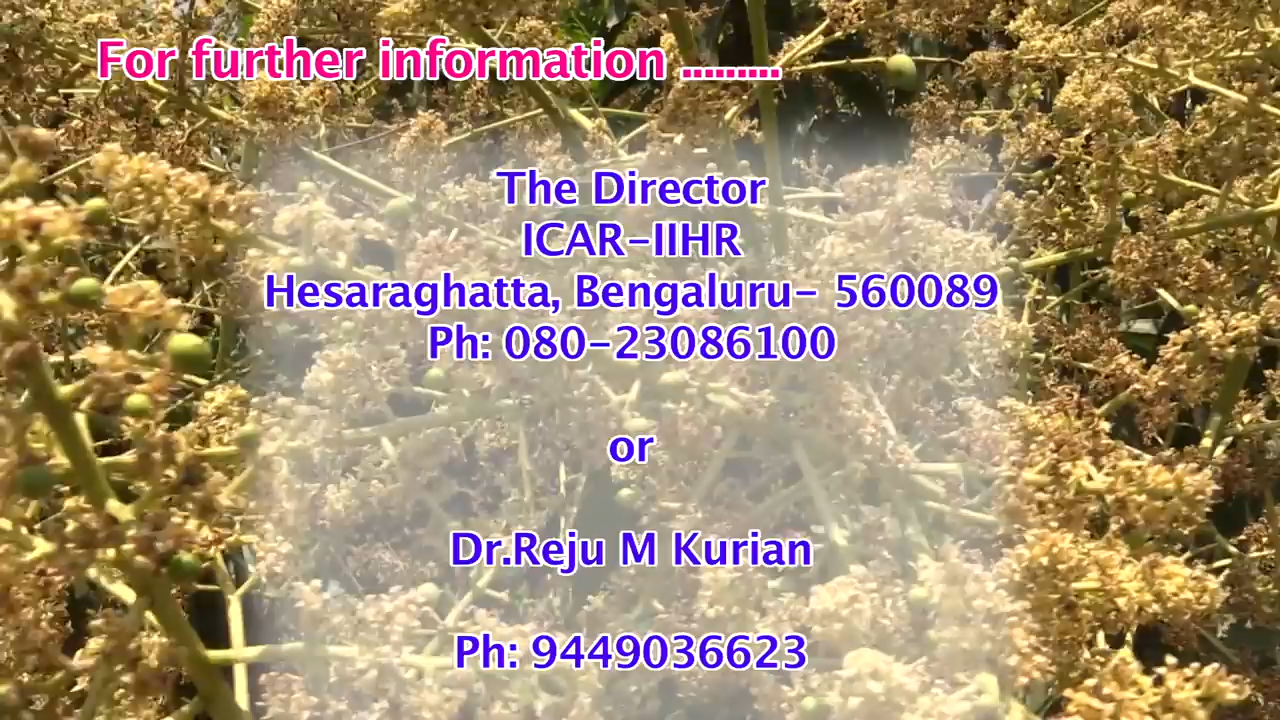 For further information .........
The Director
ICAR-IIHR
Hesaraghatta, Bengaluru- 560089
Ph: 080-23086100
or
Dr.Reju M Kurian
Ph: 9449036623